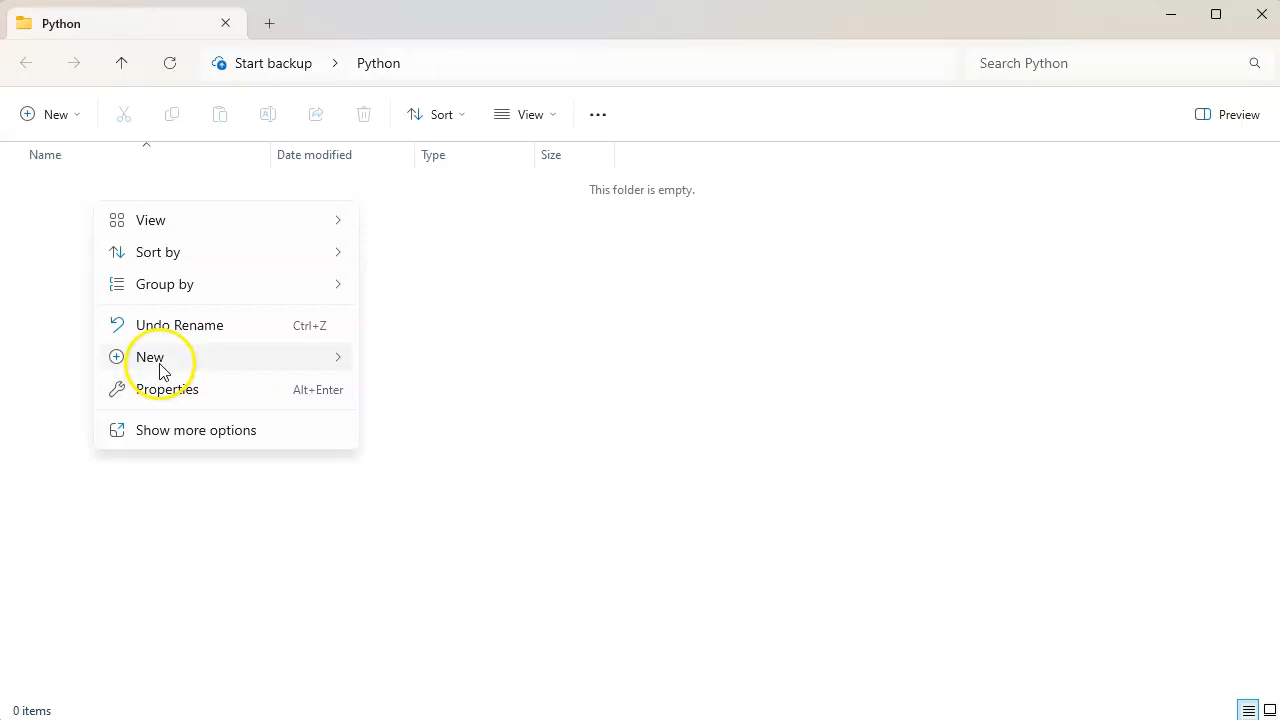 Python
Start backup > Python
Search Python
New
Sort
View
...
Preview
Name
Date modified
Type
Size
This folder is empty.
View
Sort by
Group by
Undo Rename Ctrl+Z
New
Properties Alt+Enter
Show more options
0 items